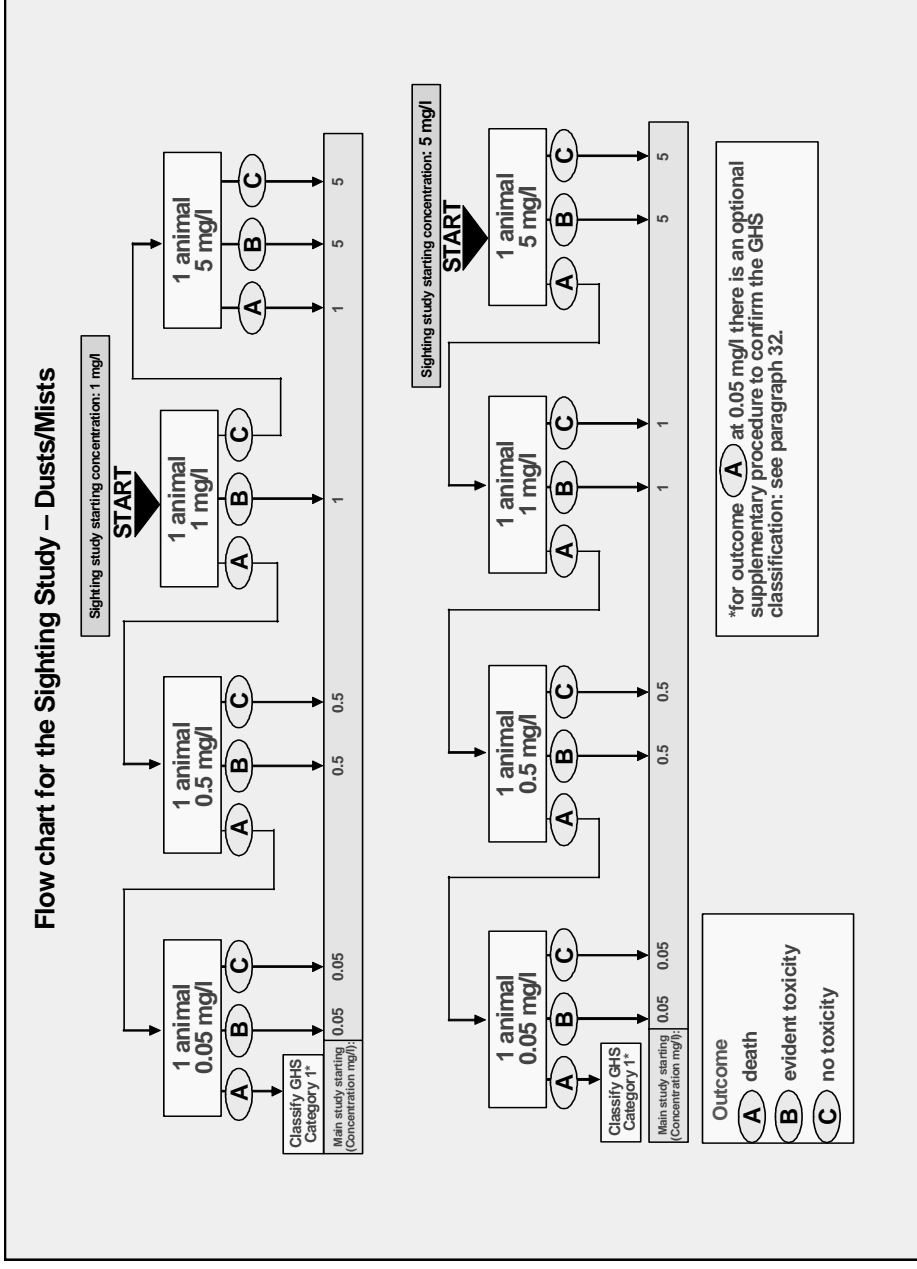 Flow chart for the Sighting Study – Dusts/Mists
Sighting study starting concentration: 1 mg/l
START
1 animal
0.05 mg/l
1 animal
0.5 mg/l
1 animal
1 mg/l
1 animal
5 mg/l
A
B
C
A
B
C
A
B
C
A
B
C
Classify GHS
Category 1*
Main study starting
(Concentration mg/l):
0.05
0.05
0.5
0.5
1
1
5
5
Sighting study starting concentration: 5 mg/l
START
1 animal
0.05 mg/l
1 animal
0.5 mg/l
1 animal
1 mg/l
1 animal
5 mg/l
A
B
C
A
B
C
A
B
C
A
B
C
Classify GHS
Category 1*
Main study starting
(Concentration mg/l):
0.05
0.05
0.5
0.5
1
1
5
5
Outcome
A death
B evident toxicity
C no toxicity
*for outcome A at 0.05 mg/l there is an optional
supplementary procedure to confirm the GHS
classification: see paragraph 32.